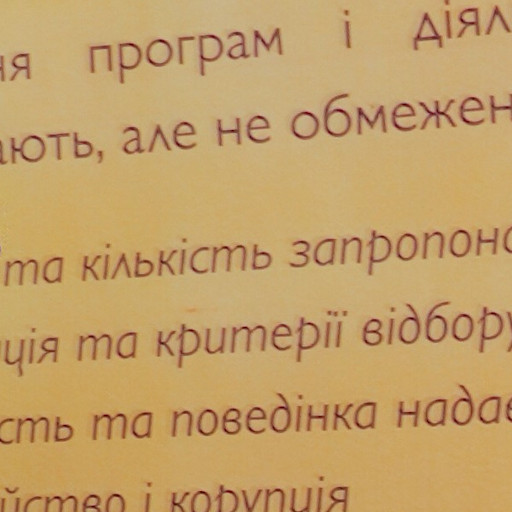 ня програм і діял
ають, але не обмежен
та кількість запропоно
ція та критерії відбору
сть та поведінка надає
йство і корупція